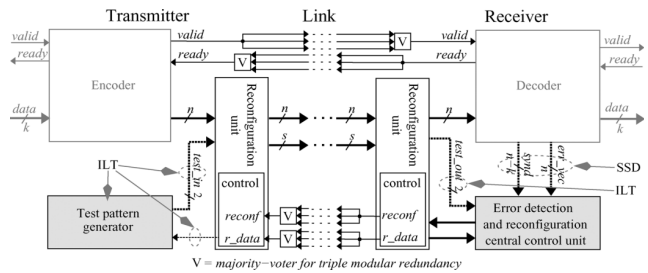 Transmitter Link Receiver
valid valid valid valid
ready V ready
ready V ready
Encoder Decoder
data n n n n data
k k
Reconfiguration unit Reconfiguration unit
s s
ILT test_in 2 test_out 2 synd n−k err_vec n SSD
ILT
control control
Test pattern generator
reconf V reconf
r_data V r_data
Error detection
and reconfiguration
central control unit
V = majority−voter for triple modular redundancy